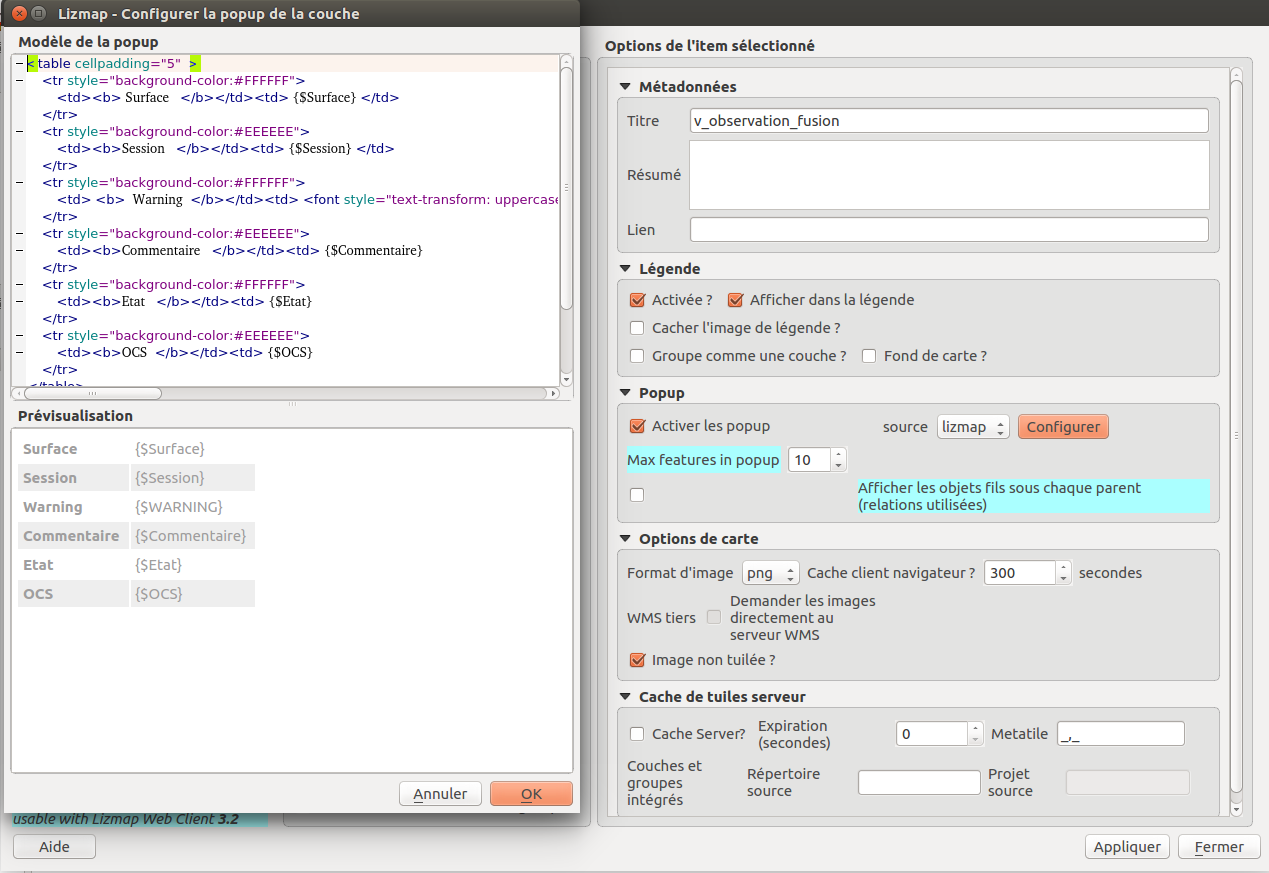 Lizmap - Configurer la popup de la couche
Modèle de la popup
<table cellpadding="5" >
<tr style="background-color:#FFFFFF">
<td><b> Surface </b></td><td> {$Surface} </td>
</tr>
<tr style="background-color:#EEEEEE">
<td><b>Session </b></td><td> {$Session} </td>
</tr>
<tr style="background-color:#FFFFFF">
<td> <b> Warning </b></td><td> <font style="text-transform: uppercase
</tr>
<tr style="background-color:#EEEEEE">
<td><b>Commentaire </b></td><td> {$Commentaire}
</tr>
<tr style="background-color:#FFFFFF">
<td><b>Etat </b></td><td> {$Etat}
</tr>
<tr style="background-color:#EEEEEE">
<td><b>OCS </b></td><td> {$OCS}
</tr>
</table>
Prévisualisation
Surface {$Surface}
Session {$Session}
Warning {$WARNING}
Commentaire {$Commentaire}
Etat {$Etat}
OCS {$OCS}
Annuler OK
usable with Lizmap Web Client 3.2
Aide
Options de l'item sélectionné
Métadonnées
Titre v_observation_fusion
Résumé
Lien
Légende
Activée ? Afficher dans la légende
Cacher l'image de légende ?
Groupe comme une couche ? Fond de carte ?
Popup
Activer les popup source lizmap Configurer
Max features in popup 10
Afficher les objets fils sous chaque parent
(relations utilisées)
Options de carte
Format d'image png Cache client navigateur ? 300 secondes
WMS tiers Demander les images
directement au
serveur WMS
Image non tuilée ?
Cache de tuiles serveur
Cache Server? Expiration
(secondes) 0 Metatile _,_
Couches et
groupes
intégrés
Répertoire
source
Projet
source
Appliquer Fermer